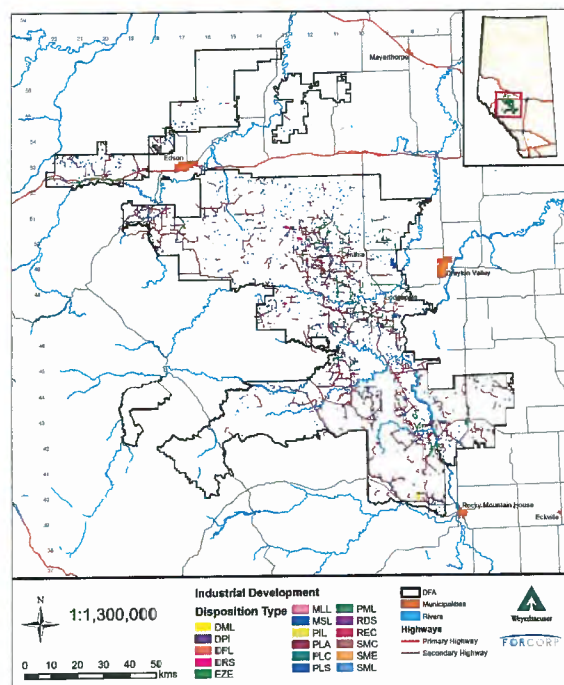 Mayerthorpe
Edson
Drayton Valley
Lodgepole
Rocky Mountain House
Eckville
N
1:1,300,000
0 10 20 30 40 50
kms
Industrial Development
Disposition Type
DML
DPI
DPL
DRS
EZE
MLL
MSL
PIL
PLA
PLC
PLS
PML
RDS
REC
SMC
SME
SML
DFA
Municipalities
Rivers
Highways
Primary Highway
Secondary Highway
Weyerhaeuser
FORCORP